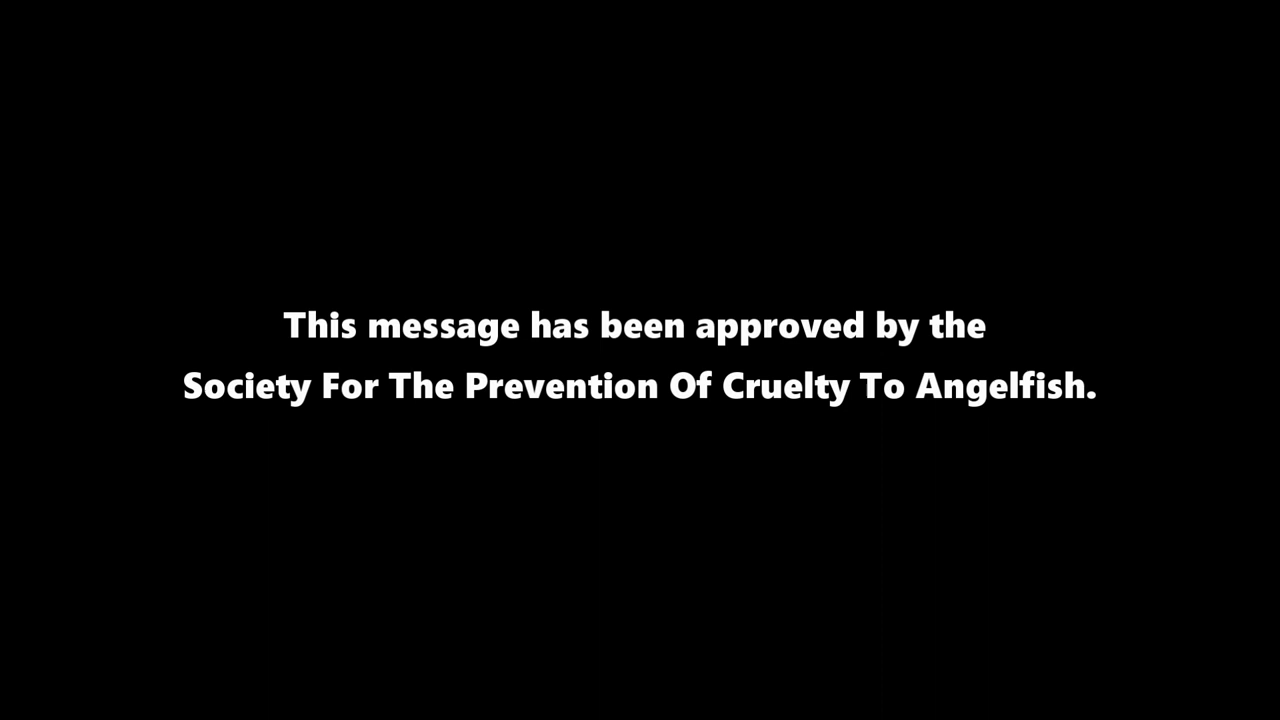 This message has been approved by the
Society For The Prevention Of Cruelty To Angelfish.